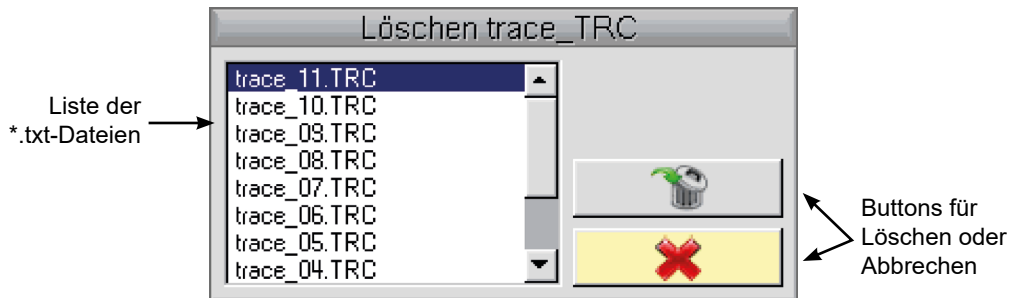 Löschen trace_TRC
Liste der
*.txt-Dateien
trace_11.TRC
trace_10.TRC
trace_09.TRC
trace_08.TRC
trace_07.TRC
trace_06.TRC
trace_05.TRC
trace_04.TRC
Buttons für
Löschen oder
Abbrechen